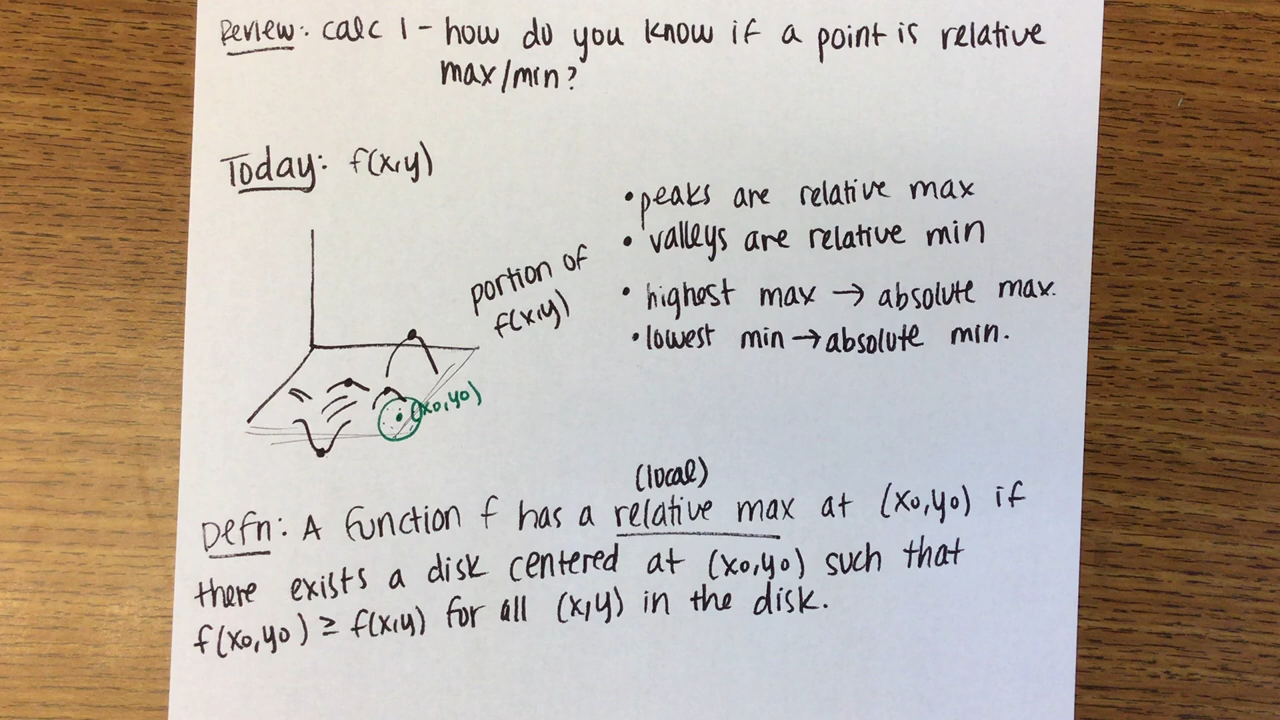 Review: calc 1 - how do you know if a point is relative
max/min?
Today: f(x,y)
• peaks are relative max
• valleys are relative min
• highest max → absolute max.
• lowest min → absolute min.
portion of
f(x,y)
(x0,y0)
(local)
Defn: A function f has a relative max at (x0,y0) if
there exists a disk centered at (x0,y0) such that
f(x0,y0) ≥ f(x,y) for all (x,y) in the disk.